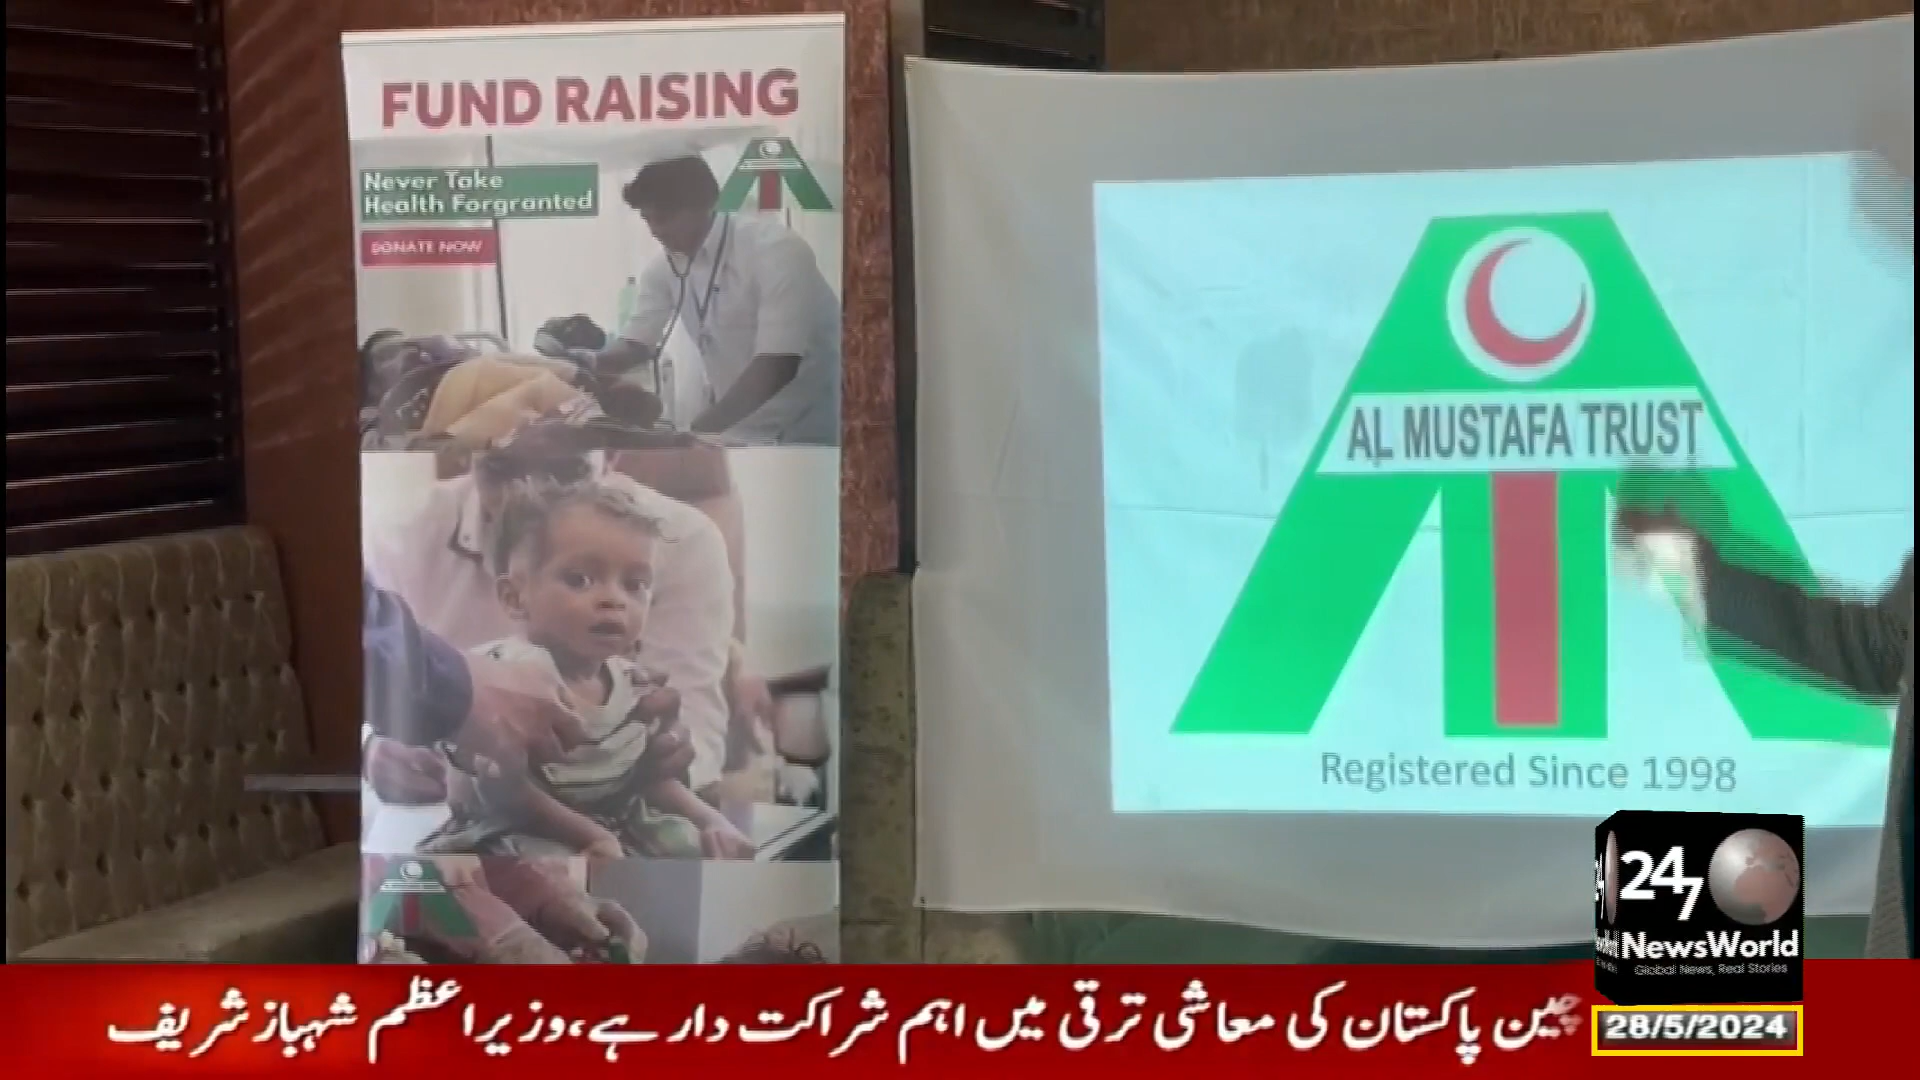 FUND RAISING
Never Take
Health Forgranted
DONATE NOW
AL MUSTAFA TRUST
Registered Since 1998
24
7
NewsWorld
Global News, Real Stories
چین پاکستان کی معاشی ترقی میں اہم شراکت دار ہے،وزیراعظم شہباز شریف
28/5/2024